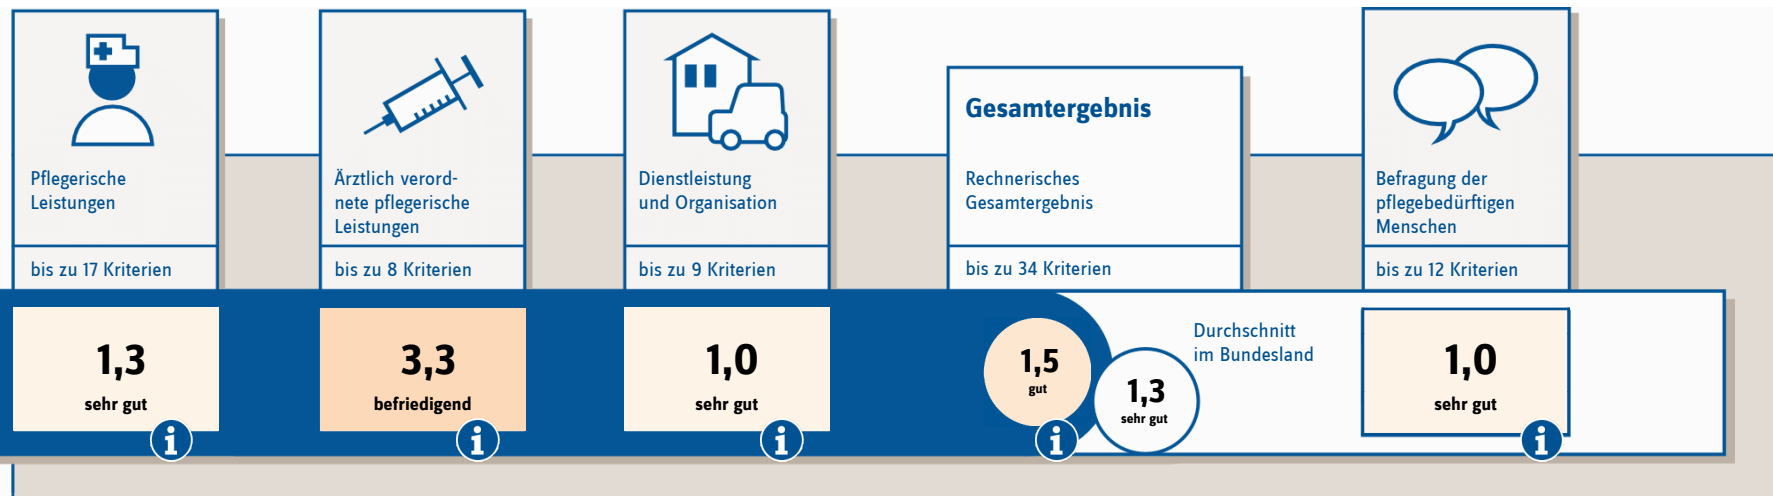 Pflegerische
Leistungen
bis zu 17 Kriterien
1,3
sehr gut
i
Ärztlich verord-
nete pflegerische
Leistungen
bis zu 8 Kriterien
3,3
befriedigend
i
Dienstleistung
und Organisation
bis zu 9 Kriterien
1,0
sehr gut
i
Gesamtergebnis
Rechnerisches
Gesamtergebnis
bis zu 34 Kriterien
1,5
gut
i
Durchschnitt
im Bundesland
1,3
sehr gut
Befragung der
pflegebedürftigen
Menschen
bis zu 12 Kriterien
1,0
sehr gut
i